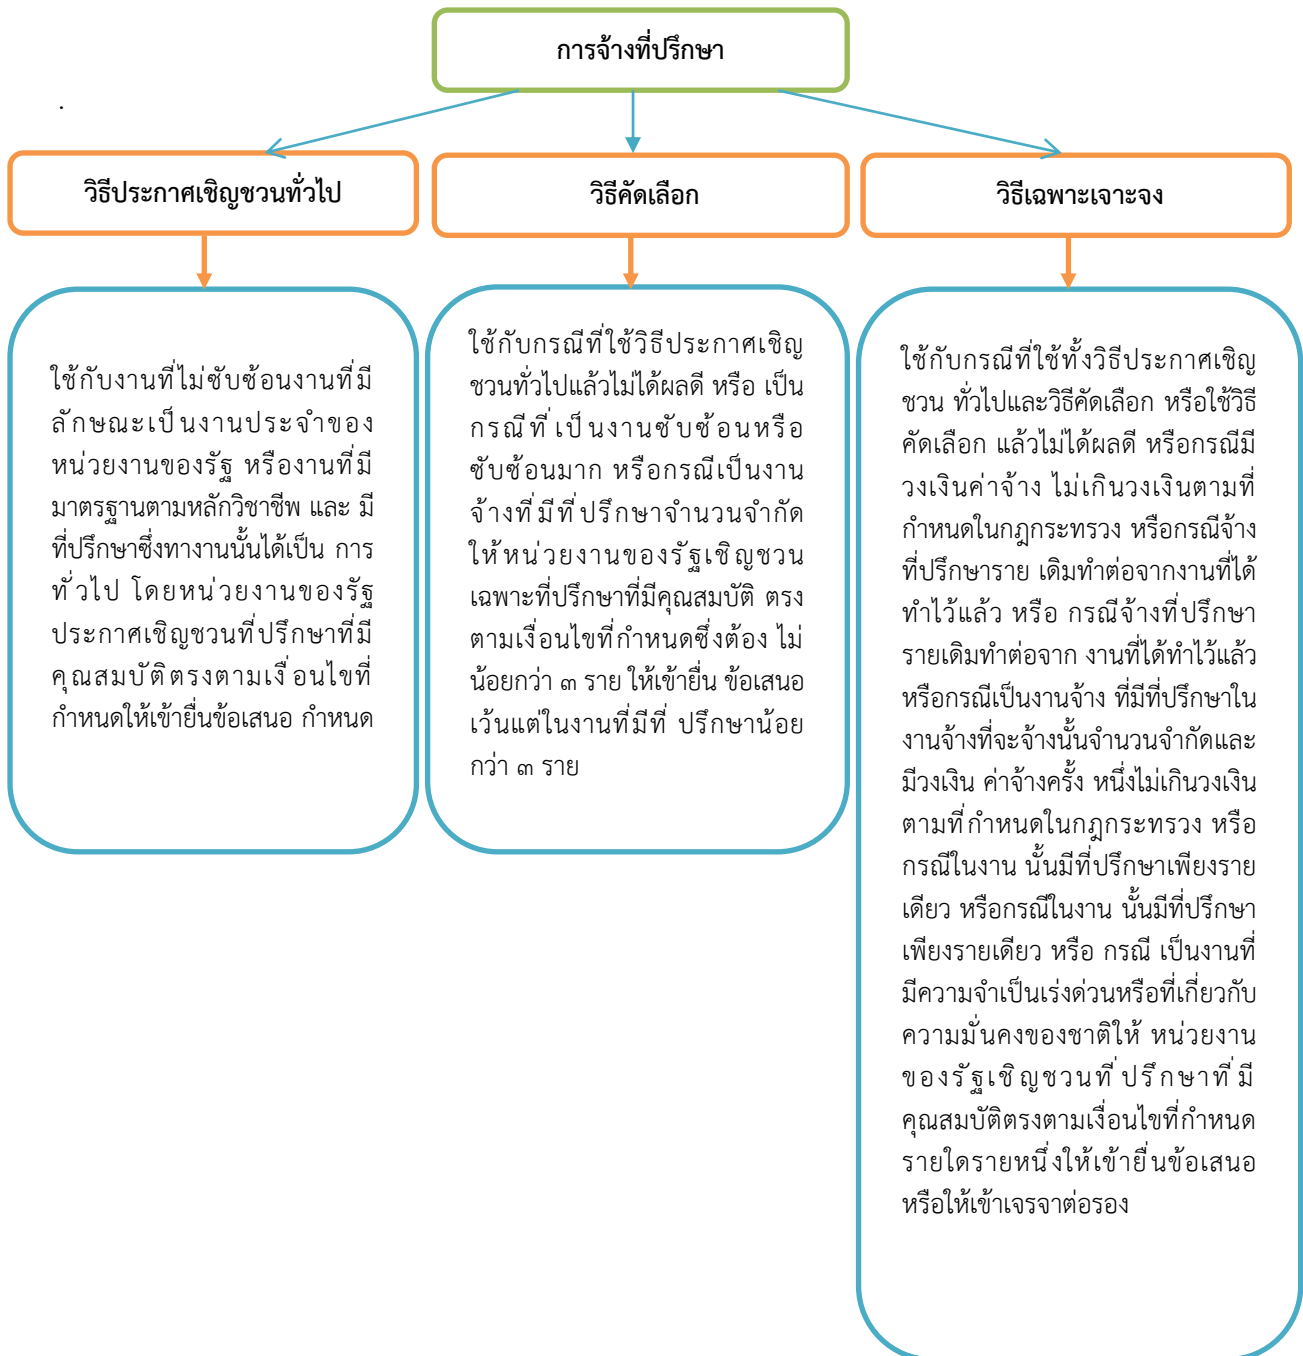 การจ้างที่ปรึกษา
.
วิธีประกาศเชิญชวนทั่วไป
วิธีคัดเลือก
วิธีเฉพาะเจาะจง
ใช้กับงานที่ไม่ซับซ้อนงานที่มี
ลักษณะเป็นงานประจำของ
หน่วยงานของรัฐ หรืองานที่มี
มาตรฐานตามหลักวิชาชีพ และ มี
ที่ปรึกษาซึ่งทางานนั้นได้เป็น การ
ทั่วไป โดยหน่วยงานของรัฐ
ประกาศเชิญชวนที่ปรึกษาที่มี
คุณสมบัติตรงตามเงื่อนไขที่
กำหนดให้เข้ายื่นข้อเสนอ กำหนด
ใช้กับกรณีที่ใช้วิธีประกาศเชิญ
ชวนทั่วไปแล้วไม่ได้ผลดี หรือ เป็น
กรณีที่เป็นงานซับซ้อนหรือ
ซับซ้อนมาก หรือกรณีเป็นงาน
จ้างที่มีที่ปรึกษาจำนวนจำกัด
ให้หน่วยงานของรัฐเชิญชวน
เฉพาะที่ปรึกษาที่มีคุณสมบัติ ตรง
ตามเงื่อนไขที่กำหนดซึ่งต้อง ไม่
น้อยกว่า ๓ ราย ให้เข้ายื่น ข้อเสนอ
เว้นแต่ในงานที่มีที่ ปรึกษาน้อย
กว่า ๓ ราย
ใช้กับกรณีที่ใช้ทั้งวิธีประกาศเชิญ
ชวน ทั่วไปและวิธีคัดเลือก หรือใช้วิธี
คัดเลือก แล้วไม่ได้ผลดี หรือกรณีมี
วงเงินค่าจ้าง ไม่เกินวงเงินตามที่
กำหนดในกฎกระทรวง หรือกรณีจ้าง
ที่ปรึกษาราย เดิมทำต่อจากงานที่ได้
ทำไว้แล้ว หรือ กรณีจ้างที่ปรึกษา
รายเดิมทำต่อจาก งานที่ได้ทำไว้แล้ว
หรือกรณีเป็นงานจ้าง ที่มีที่ปรึกษาใน
งานจ้างที่จะจ้างนั้นจำนวนจำกัดและ
มีวงเงิน ค่าจ้างครั้ง หนึ่งไม่เกินวงเงิน
ตามที่กำหนดในกฎกระทรวง หรือ
กรณีในงาน นั้นมีที่ปรึกษาเพียงราย
เดียว หรือกรณีในงาน นั้นมีที่ปรึกษา
เพียงรายเดียว หรือ กรณี เป็นงานที่
มีความจำเป็นเร่งด่วนหรือที่เกี่ยวกับ
ความมั่นคงของชาติให้ หน่วยงาน
ของรัฐเชิญชวนที่ปรึกษาที่มี
คุณสมบัติตรงตามเงื่อนไขที่กำหนด
รายใดรายหนึ่งให้เข้ายื่นข้อเสนอ
หรือให้เข้าเจรจาต่อรอง